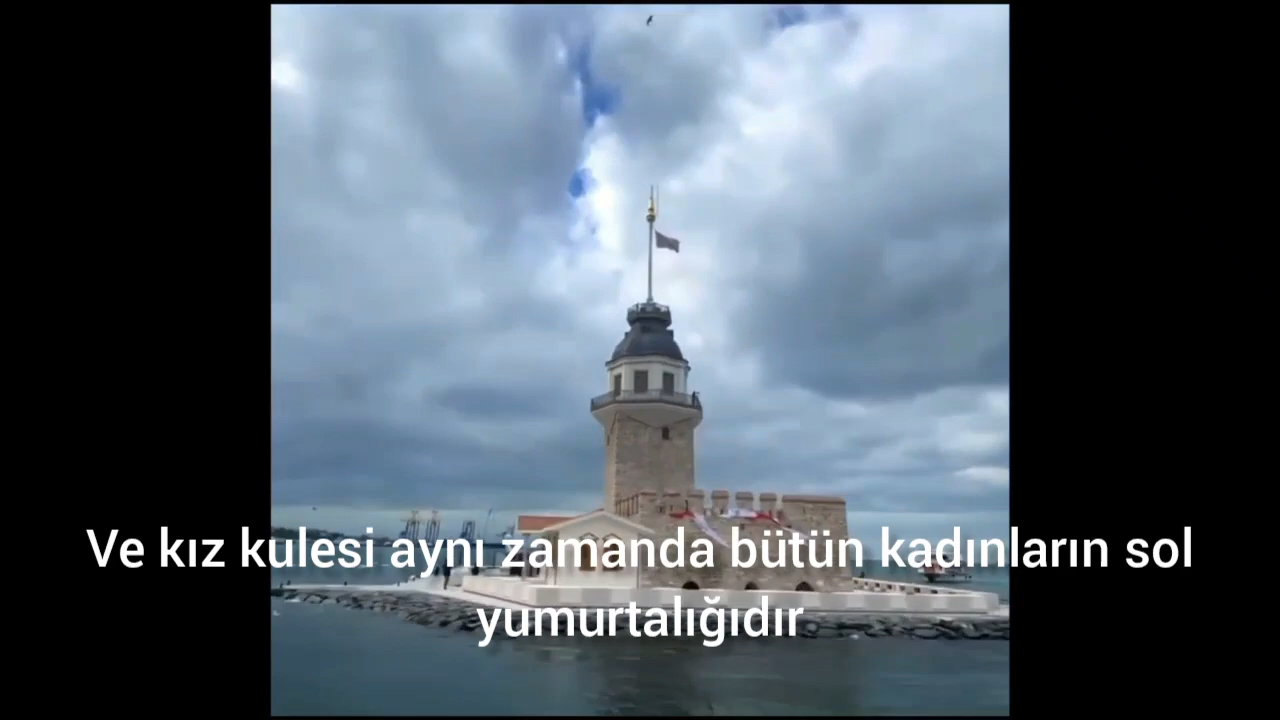 Ve kız kulesi aynı zamanda bütün kadınların sol
yumurtalığıdır